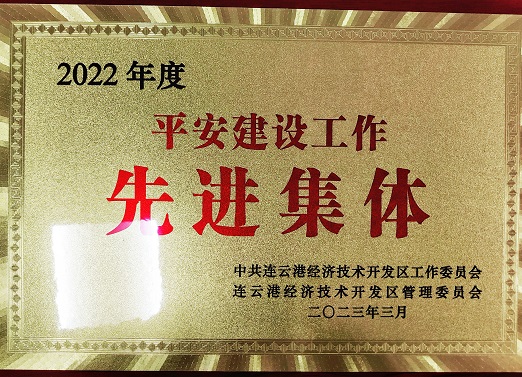 2022年度
平安建设工作
先进集体
中共连云港经济技术开发区工作委员会
连云港经济技术开发区管理委员会
二〇二三年三月